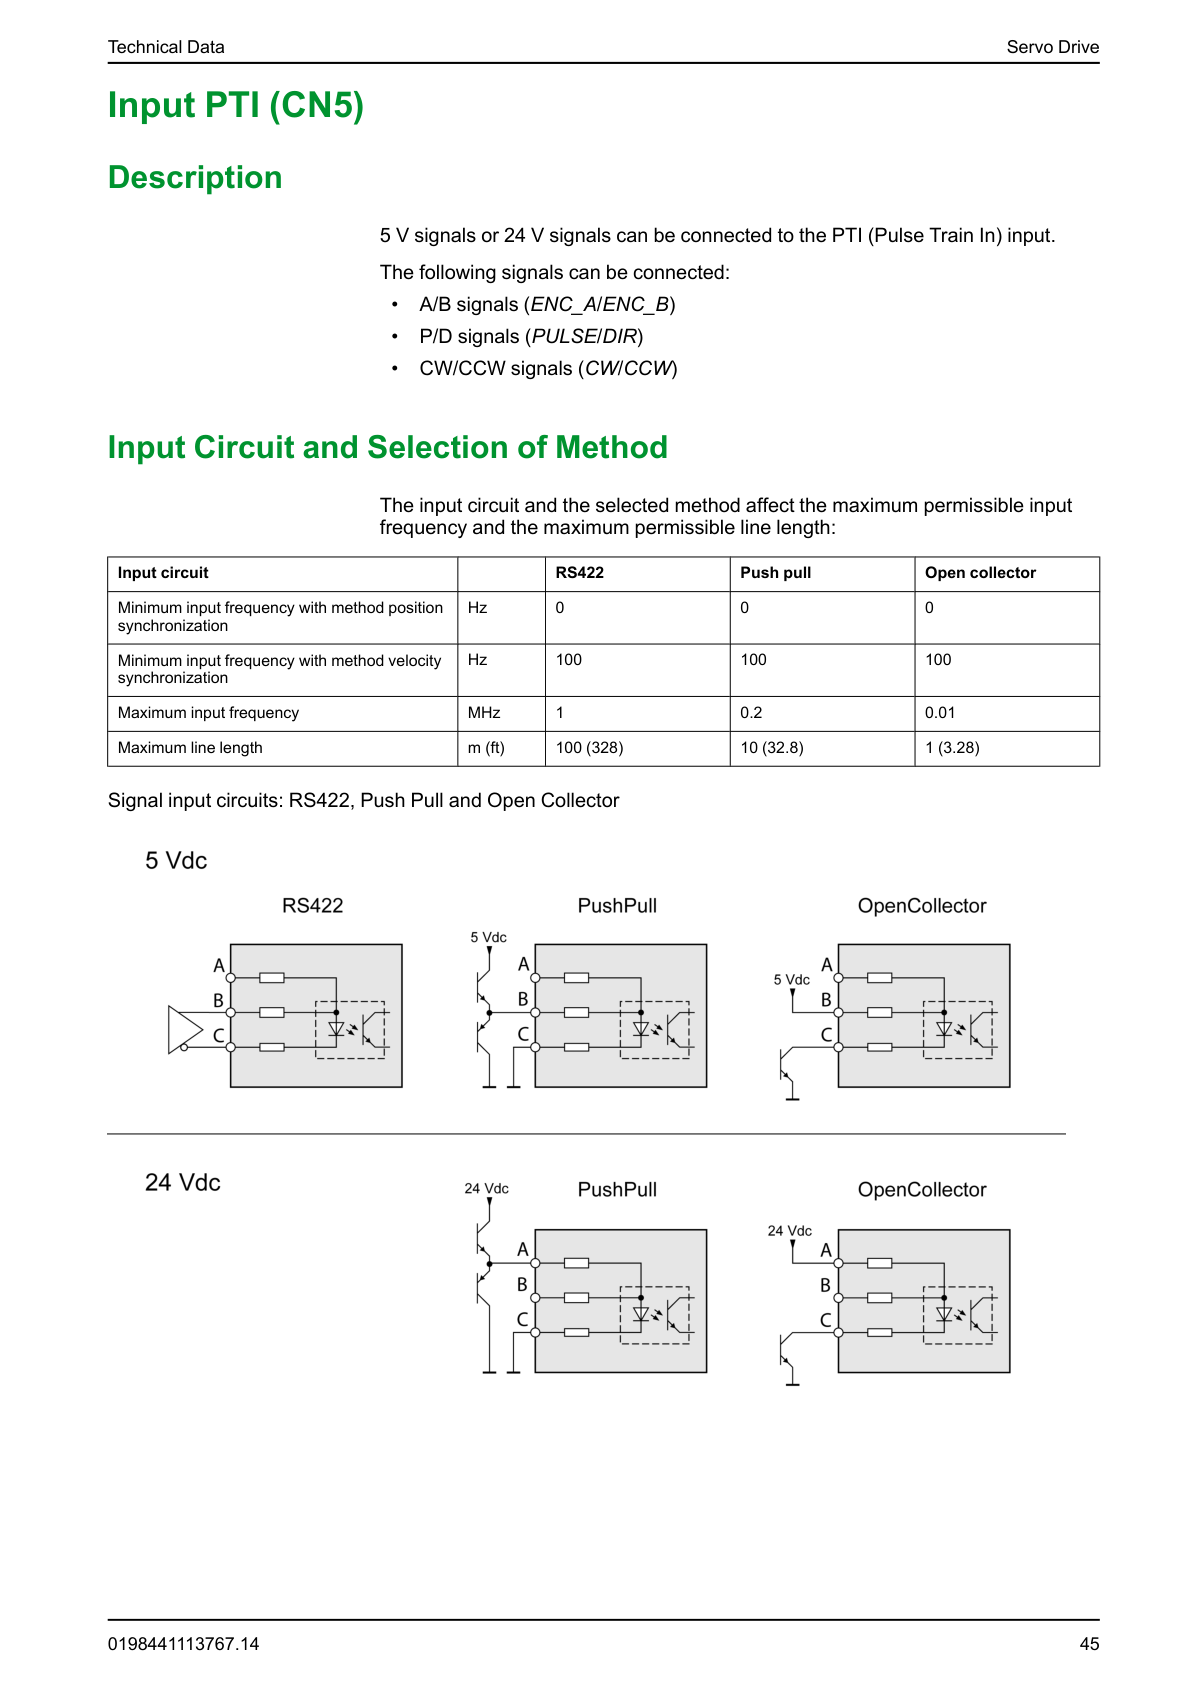 Technical Data
Servo Drive
Input PTI (CN5)
Description
5 V signals or 24 V signals can be connected to the PTI (Pulse Train In) input.
The following signals can be connected:
• A/B signals (ENC_A/ENC_B)
• P/D signals (PULSE/DIR)
• CW/CCW signals (CW/CCW)
Input Circuit and Selection of Method
The input circuit and the selected method affect the maximum permissible input
frequency and the maximum permissible line length:
Input circuit RS422 Push pull Open collector
Minimum input frequency with method position
synchronization
Hz 0 0 0
Minimum input frequency with method velocity
synchronization
Hz 100 100 100
Maximum input frequency MHz 1 0.2 0.01
Maximum line length m (ft) 100 (328) 10 (32.8) 1 (3.28)
Signal input circuits: RS422, Push Pull and Open Collector
5 Vdc
RS422
A
B
C
PushPull
5 Vdc
A
B
C
OpenCollector
5 Vdc
A
B
C
24 Vdc
PushPull
24 Vdc
A
B
C
OpenCollector
24 Vdc
A
B
C
0198441113767.14
45